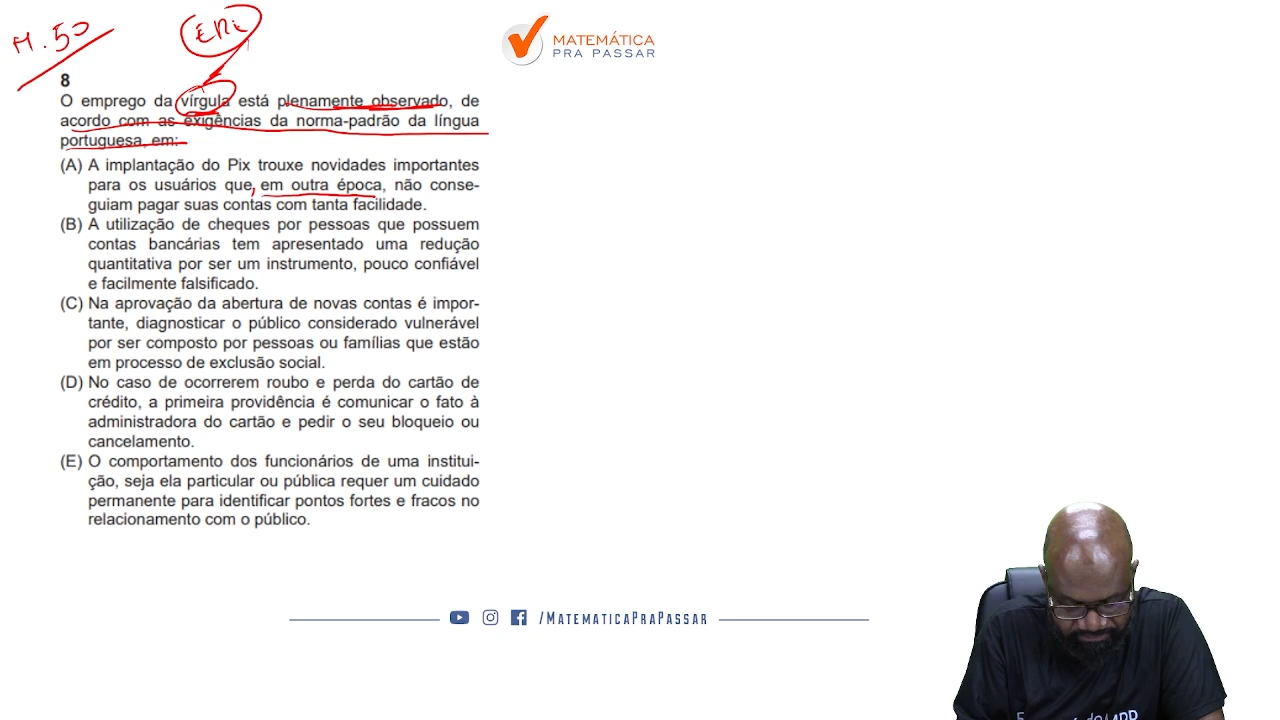 M.50
MATEMÁTICA
PRA PASSAR
8
O emprego da vírgula está plenamente observado, de
acordo com as exigências da norma-padrão da língua
portuguesa, em:
(A) A implantação do Pix trouxe novidades importantes
para os usuários que, em outra época, não conse-
guiam pagar suas contas com tanta facilidade.
(B) A utilização de cheques por pessoas que possuem
contas bancárias tem apresentado uma redução
quantitativa por ser um instrumento, pouco confiável
e facilmente falsificado.
(C) Na aprovação da abertura de novas contas é impor-
tante, diagnosticar o público considerado vulnerável
por ser composto por pessoas ou famílias que estão
em processo de exclusão social.
(D) No caso de ocorrerem roubo e perda do cartão de
crédito, a primeira providência é comunicar o fato à
administradora do cartão e pedir o seu bloqueio ou
cancelamento.
(E) O comportamento dos funcionários de uma institui-
ção, seja ela particular ou pública requer um cuidado
permanente para identificar pontos fortes e fracos no
relacionamento com o público.
/MATEMATICAPRAPASSAR